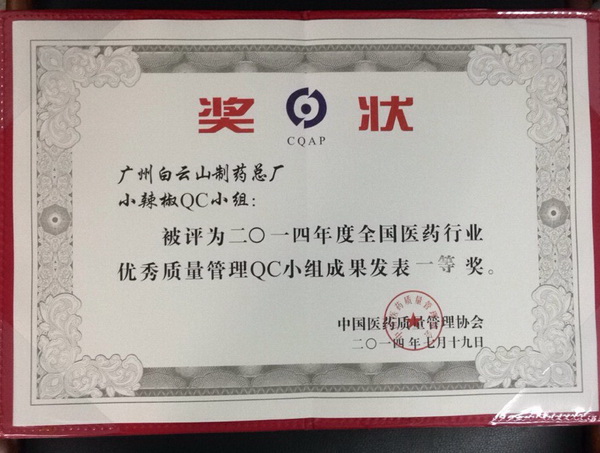 奖 状
CQAP
广州白云山制药总厂
小辣椒QC小组：
被评为二〇一四年度全国医药行业
优秀质量管理QC小组成果发表一等奖。
中国医药质量管理协会
二〇一四年七月十九日